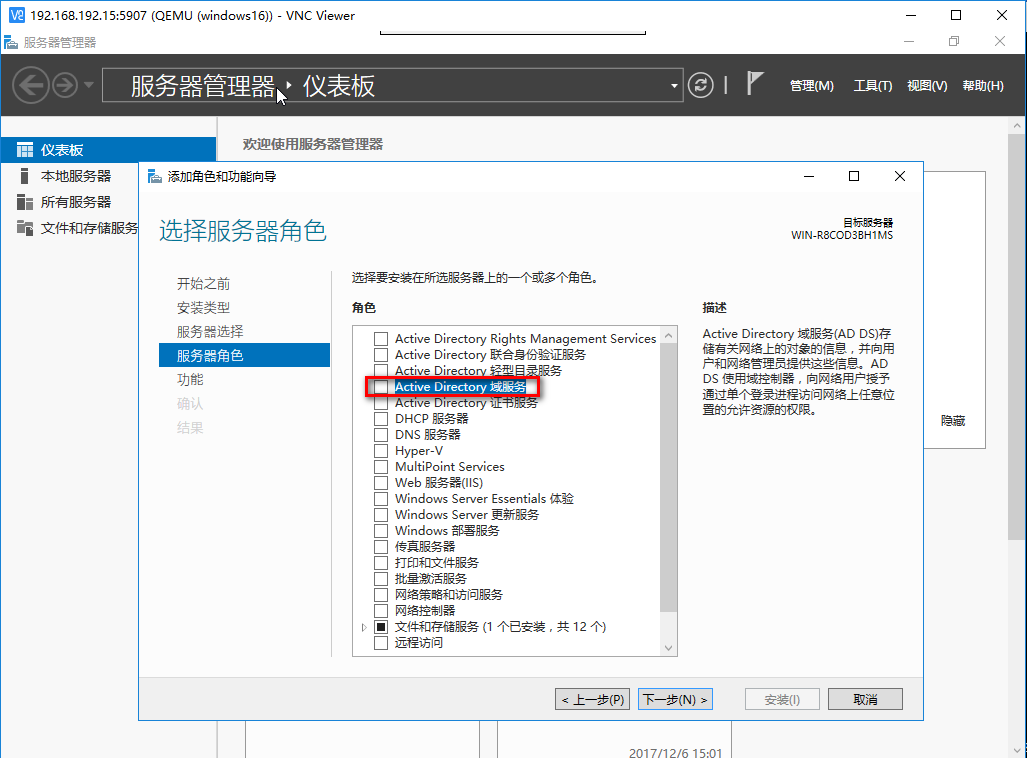 192.168.192.15:5907 (QEMU (windows16)) - VNC Viewer
服务器管理器
服务器管理器 ‣ 仪表板
管理(M) 工具(T) 视图(V) 帮助(H)
仪表板
本地服务器
所有服务器
文件和存储服务
欢迎使用服务器管理器
添加角色和功能向导
选择服务器角色
目标服务器
WIN-R8COD3BH1MS
开始之前
安装类型
服务器选择
服务器角色
功能
确认
结果
选择要安装在所选服务器上的一个或多个角色。
角色
Active Directory Rights Management Services
Active Directory 联合身份验证服务
Active Directory 轻型目录服务
Active Directory 域服务
Active Directory 证书服务
DHCP 服务器
DNS 服务器
Hyper-V
MultiPoint Services
Web 服务器(IIS)
Windows Server Essentials 体验
Windows Server 更新服务
Windows 部署服务
传真服务器
打印和文件服务
批量激活服务
网络策略和访问服务
网络控制器
文件和存储服务 (1 个已安装，共 12 个)
远程访问
描述
Active Directory 域服务(AD DS)存
储有关网络上的对象的信息，并向用
户和网络管理员提供这些信息。AD
DS 使用域控制器，向网络用户授予
通过单个登录进程访问网络上任意位
置的允许资源的权限。
隐藏
< 上一步(P) 下一步(N) > 安装(I) 取消
2017/12/6 15:01